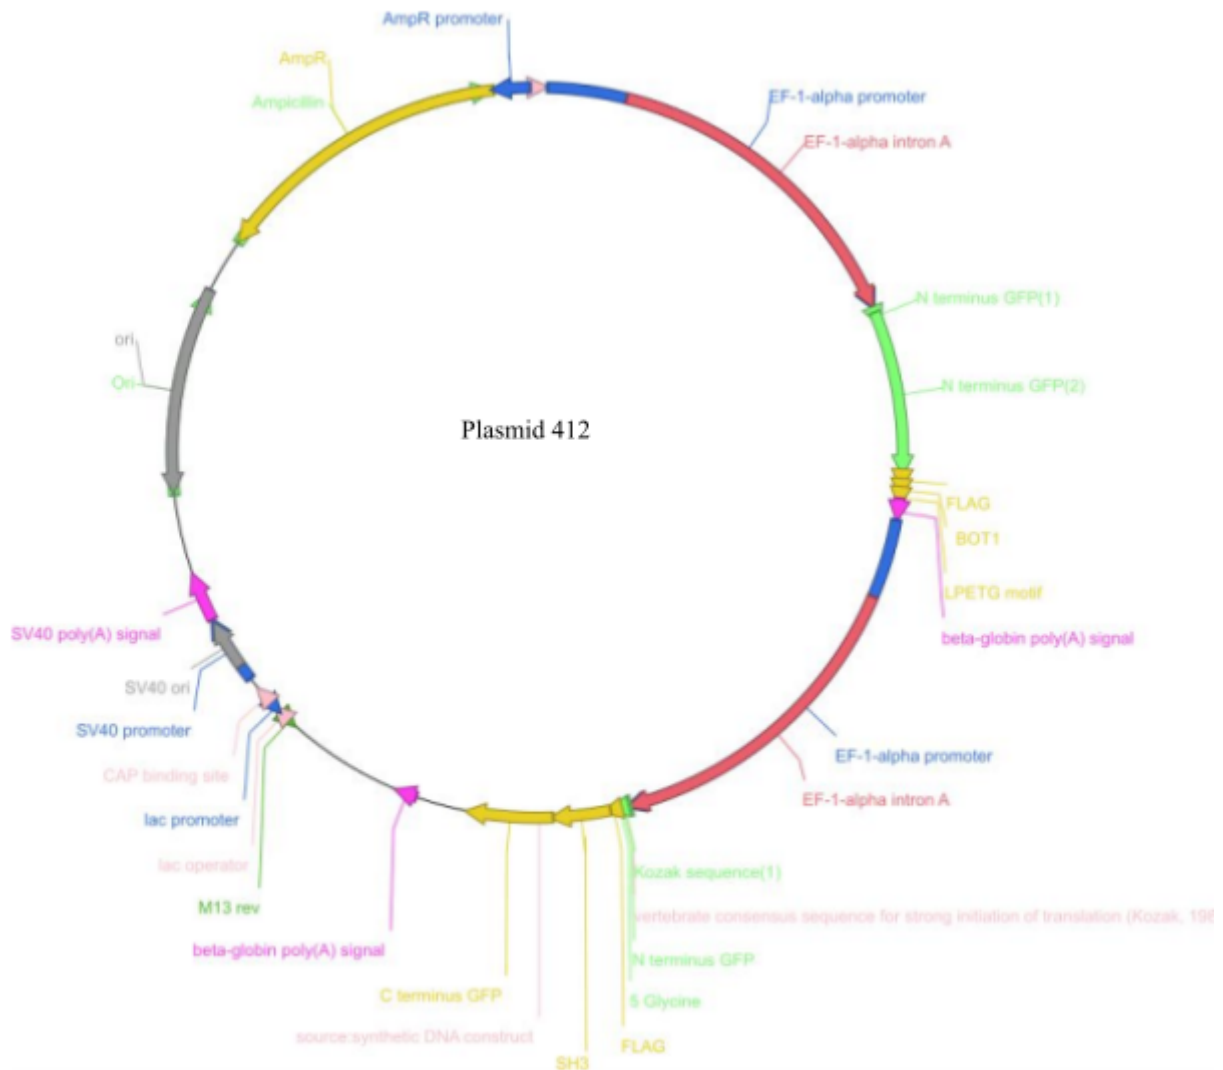 AmpR promoter
AmpR
Ampicillin
EF-1-alpha promoter
EF-1-alpha intron A
N terminus GFP(1)
N terminus GFP(2)
ori
Ori
Plasmid 412
FLAG
BOT1
LPETG motif
beta-globin poly(A) signal
SV40 poly(A) signal
SV40 ori
SV40 promoter
CAP binding site
lac promoter
lac operator
M13 rev
beta-globin poly(A) signal
C terminus GFP
source:synthetic DNA construct
SH3
FLAG
5 Glycine
N terminus GFP
vertebrate consensus sequence for strong initiation of translation (Kozak, 198
Kozak sequence(1)
EF-1-alpha intron A
EF-1-alpha promoter